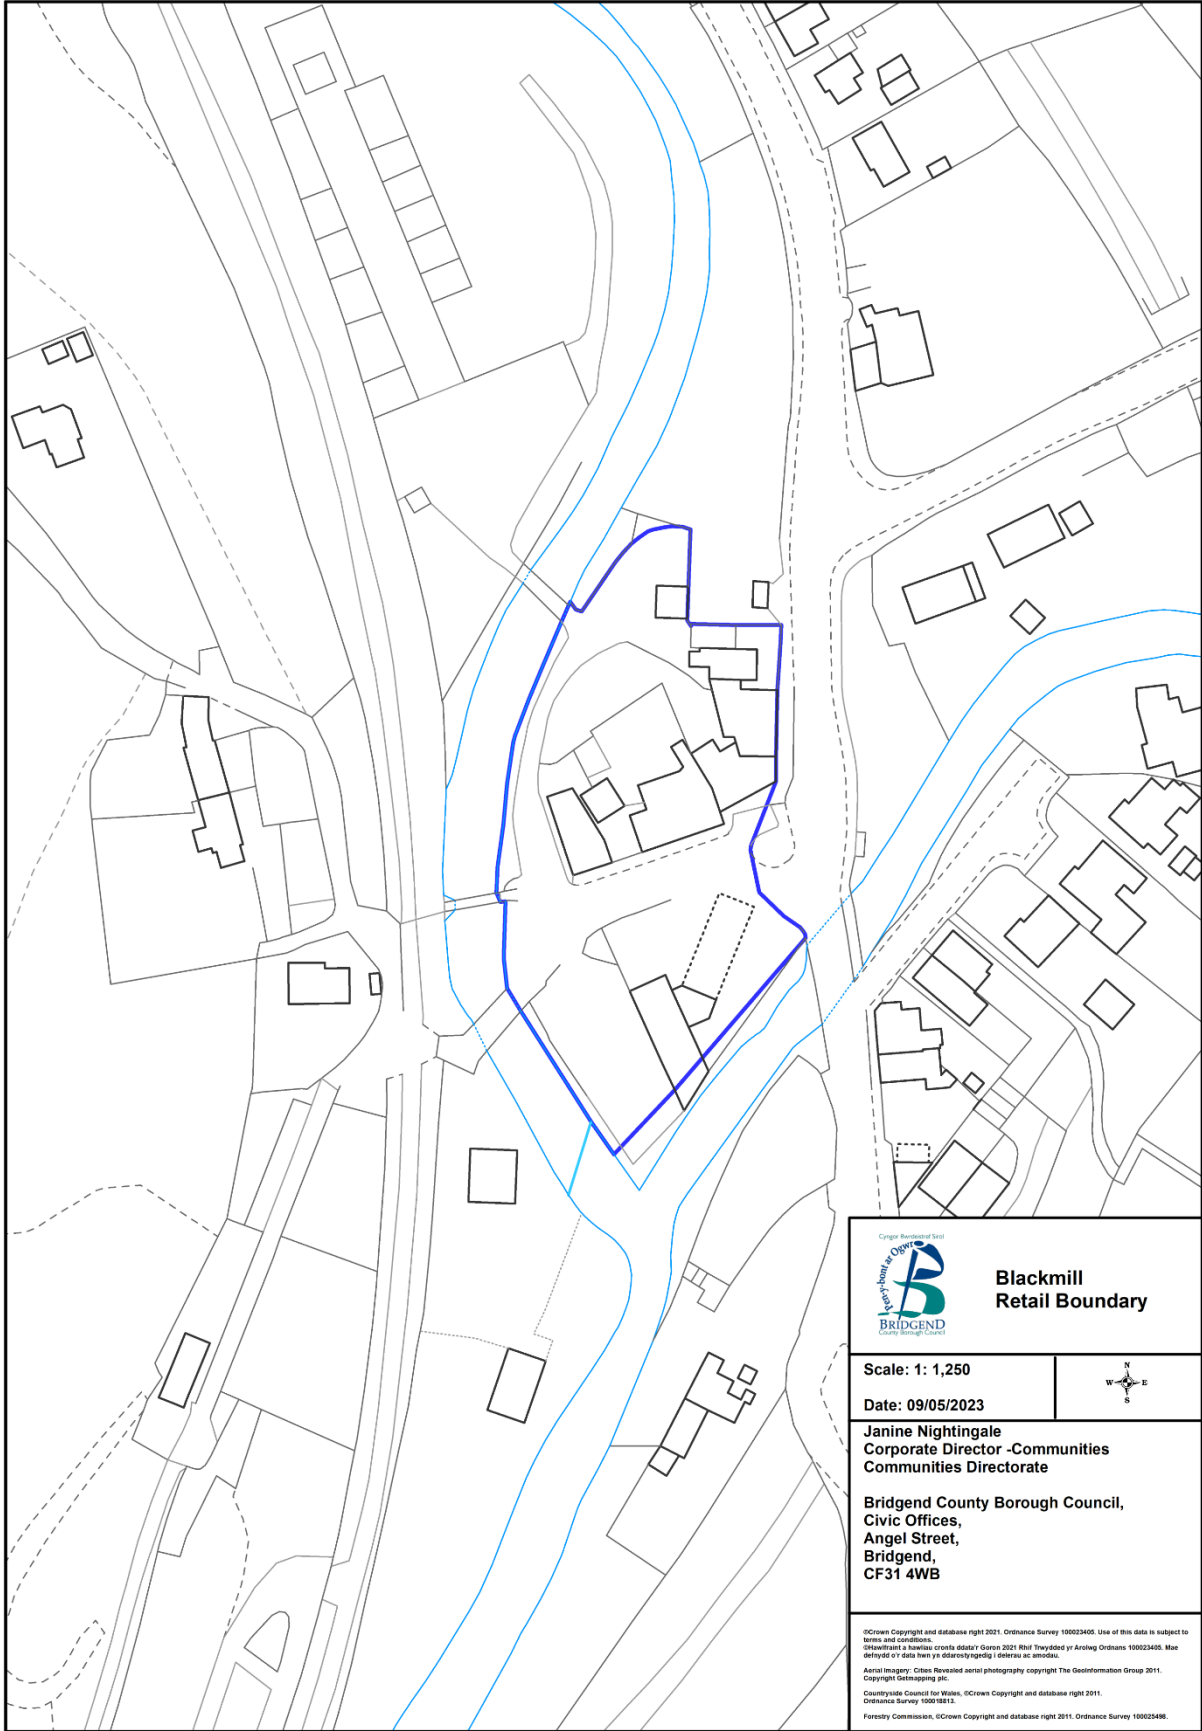 Cyngor Bwrdeistref Sirol
Pen-y-bont ar Ogwr
BRIDGEND
County Borough Council
Blackmill
Retail Boundary
Scale: 1: 1,250
Date: 09/05/2023
N
W E
S
Janine Nightingale
Corporate Director -Communities
Communities Directorate
Bridgend County Borough Council,
Civic Offices,
Angel Street,
Bridgend,
CF31 4WB
©Crown Copyright and database right 2021. Ordnance Survey 100023405. Use of this data is subject to
terms and conditions.
©Hawlfraint a hawliau cronfa ddata'r Goron 2021 Rhif Trwydded yr Arolwg Ordnans 100023405. Mae
defnydd o'r data hwn yn ddarostyngedig i delerau ac amodau.
Aerial Imagery: Cities Revealed aerial photography copyright The GeoInformation Group 2011.
Copyright Getmapping plc.
Countryside Council for Wales, ©Crown Copyright and database right 2011.
Ordnance Survey 100018813.
Forestry Commission, ©Crown Copyright and database right 2011. Ordnance Survey 100025498.